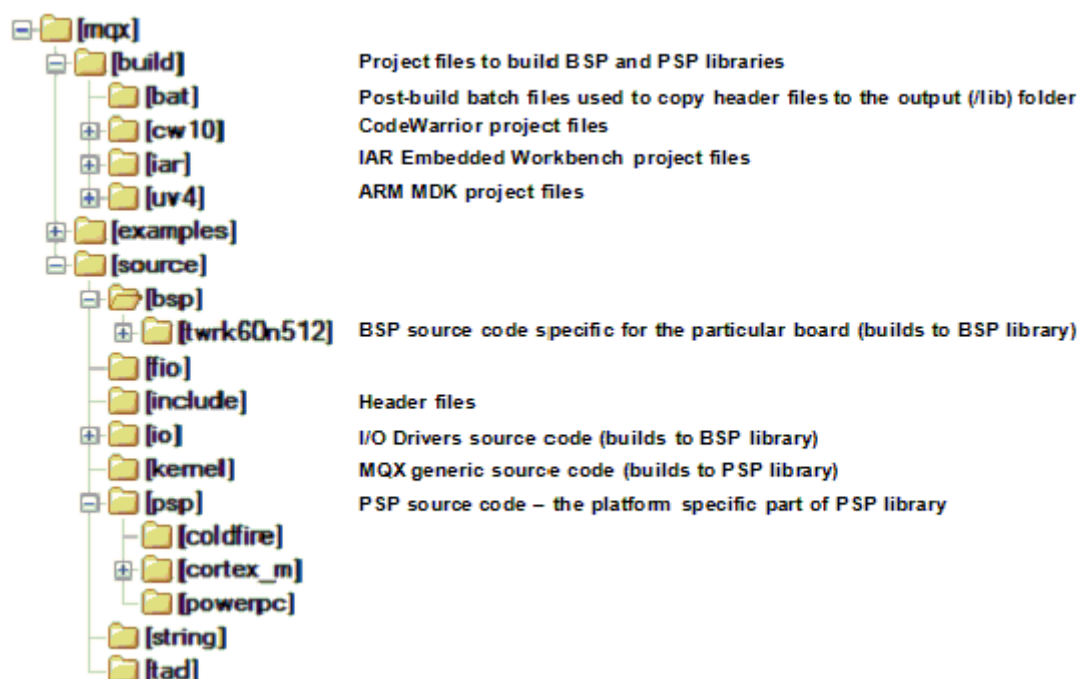 [mqx]
[build] Project files to build BSP and PSP libraries
[bat] Post-build batch files used to copy header files to the output (/lib) folder
[cw10] CodeWarrior project files
[iar] IAR Embedded Workbench project files
[uv4] ARM MDK project files
[examples]
[source]
[bsp]
[twrk60n512] BSP source code specific for the particular board (builds to BSP library)
[fio]
[include] Header files
[io] I/O Drivers source code (builds to BSP library)
[kernel] MQX generic source code (builds to PSP library)
[psp] PSP source code – the platform specific part of PSP library
[coldfire]
[cortex_m]
[powerpc]
[string]
[tad]